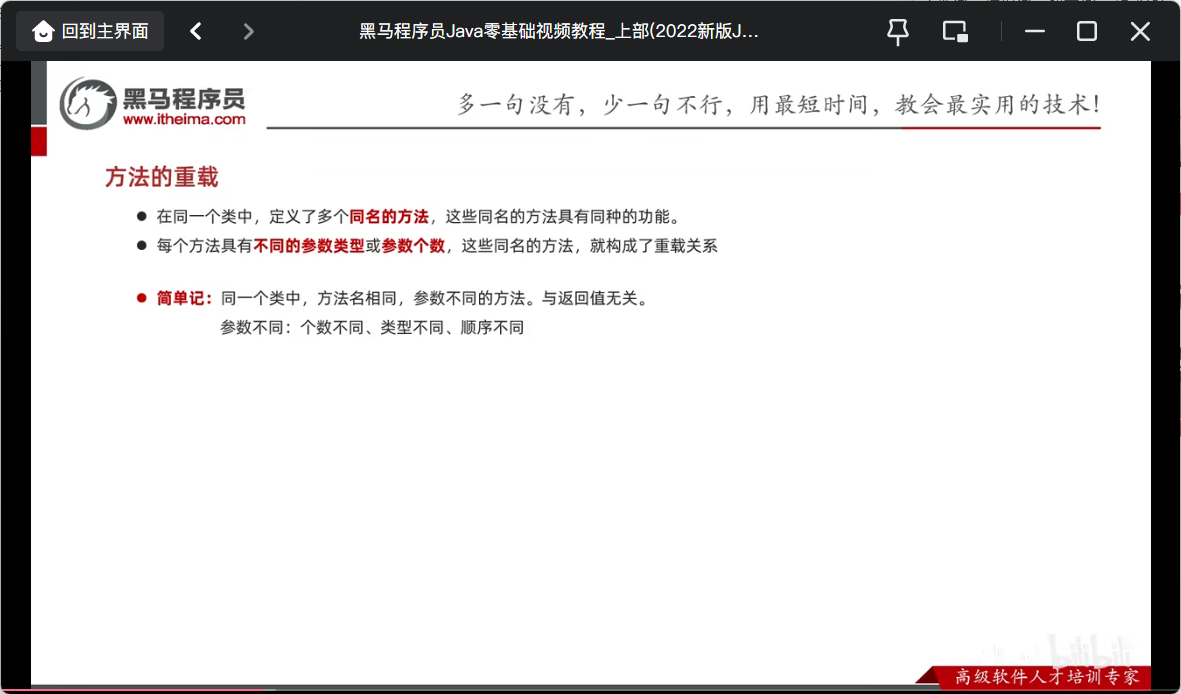 回到主界面
黑马程序员Java零基础视频教程_上部(2022新版J...
黑马程序员
www.itheima.com
多一句没有，少一句不行，用最短时间，教会最实用的技术！
方法的重载
● 在同一个类中，定义了多个同名的方法，这些同名的方法具有同种的功能。
● 每个方法具有不同的参数类型或参数个数，这些同名的方法，就构成了重载关系
● 简单记：同一个类中，方法名相同，参数不同的方法。与返回值无关。
参数不同：个数不同、类型不同、顺序不同
bilibili
高级软件人才培训专家